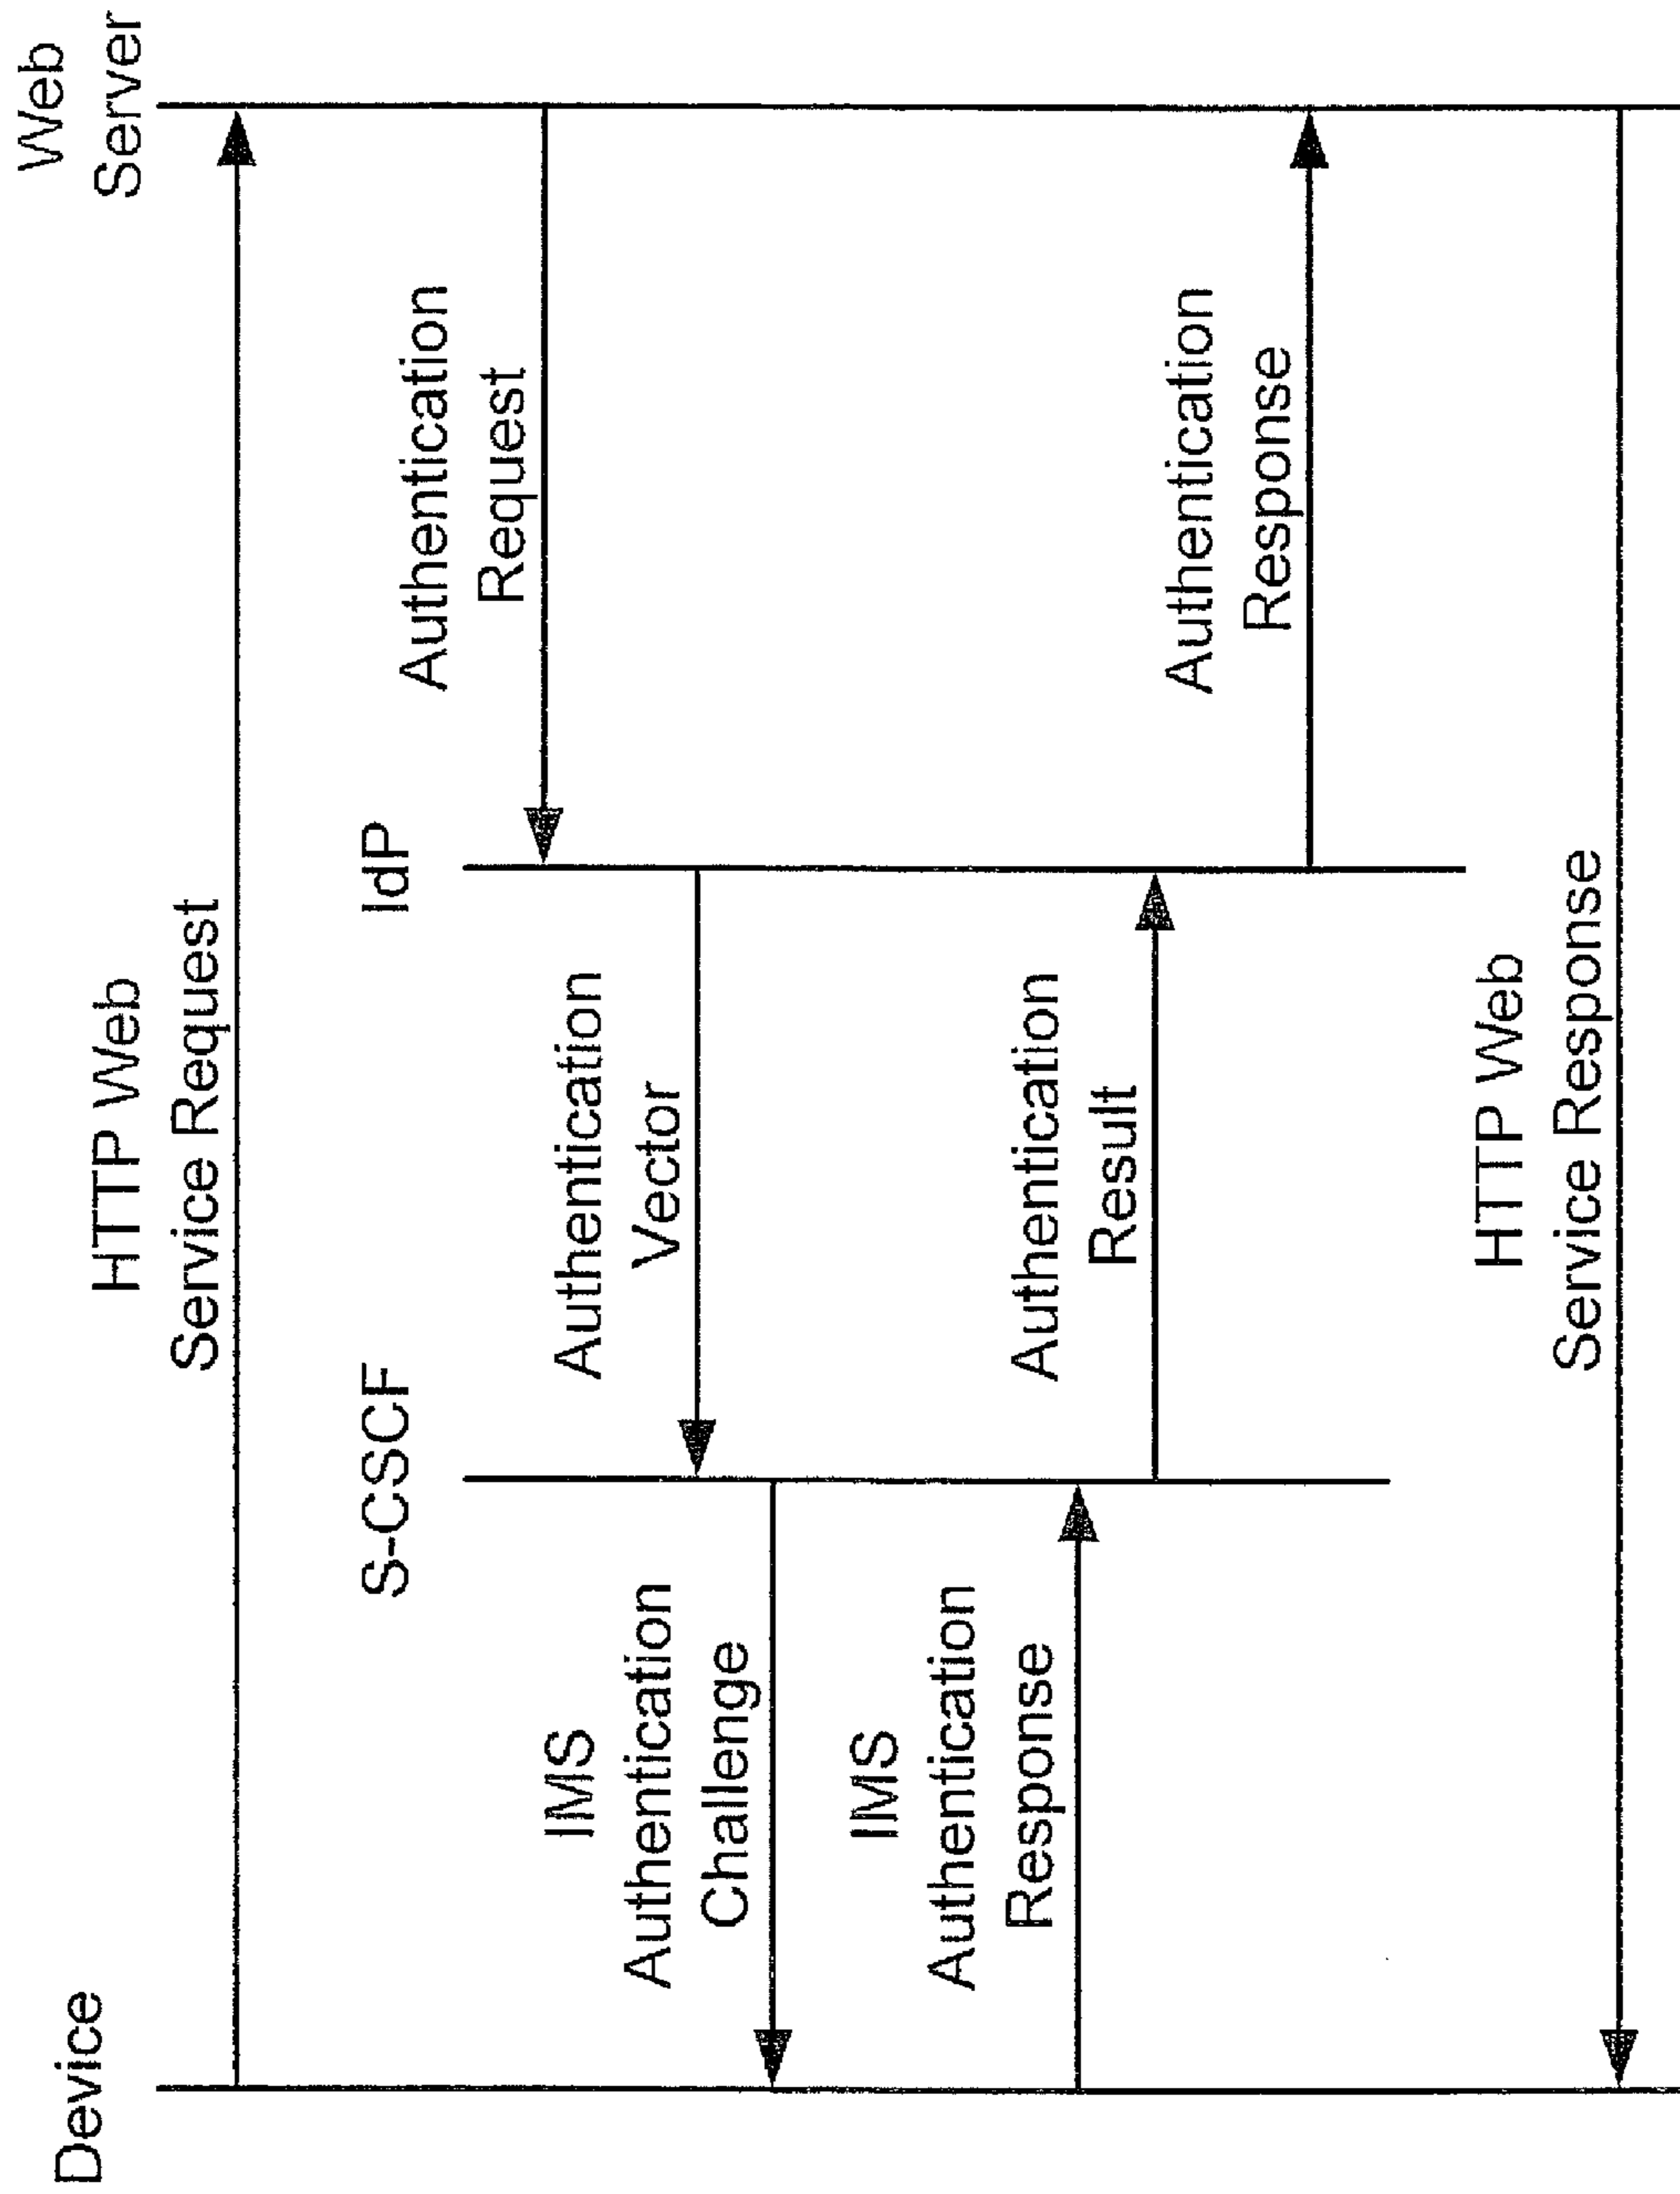 Device
Web
Server
HTTP Web
Service Request
S-CSCF
IdP
Authentication
Request
Authentication
Vector
IMS
Authentication
Challenge
IMS
Authentication
Response
Authentication
Result
Authentication
Response
HTTP Web
Service Response